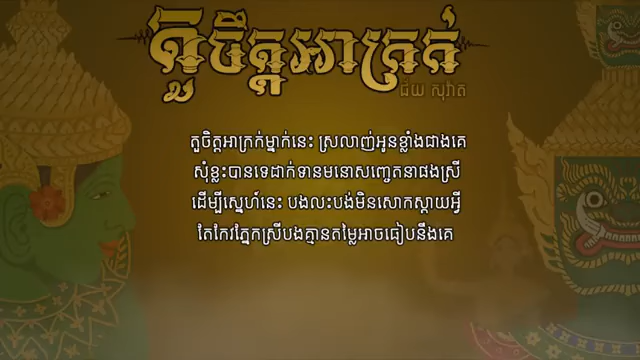 តួចិត្តអាក្រក់
ជ័យ សុវាត
តួចិត្តអាក្រក់ម្នាក់នេះ ស្រលាញ់អូនខ្លាំងជាងគេ
សុំខ្លះបានទេដាក់ទានមនោសញ្ចេតនាផងស្រី
ដើម្បីស្នេហ៍នេះ បងលះបង់មិនសោកស្ដាយអ្វី
តែកែវភ្នែកស្រីបងគ្មានតម្លៃអាចធៀបនឹងគេ